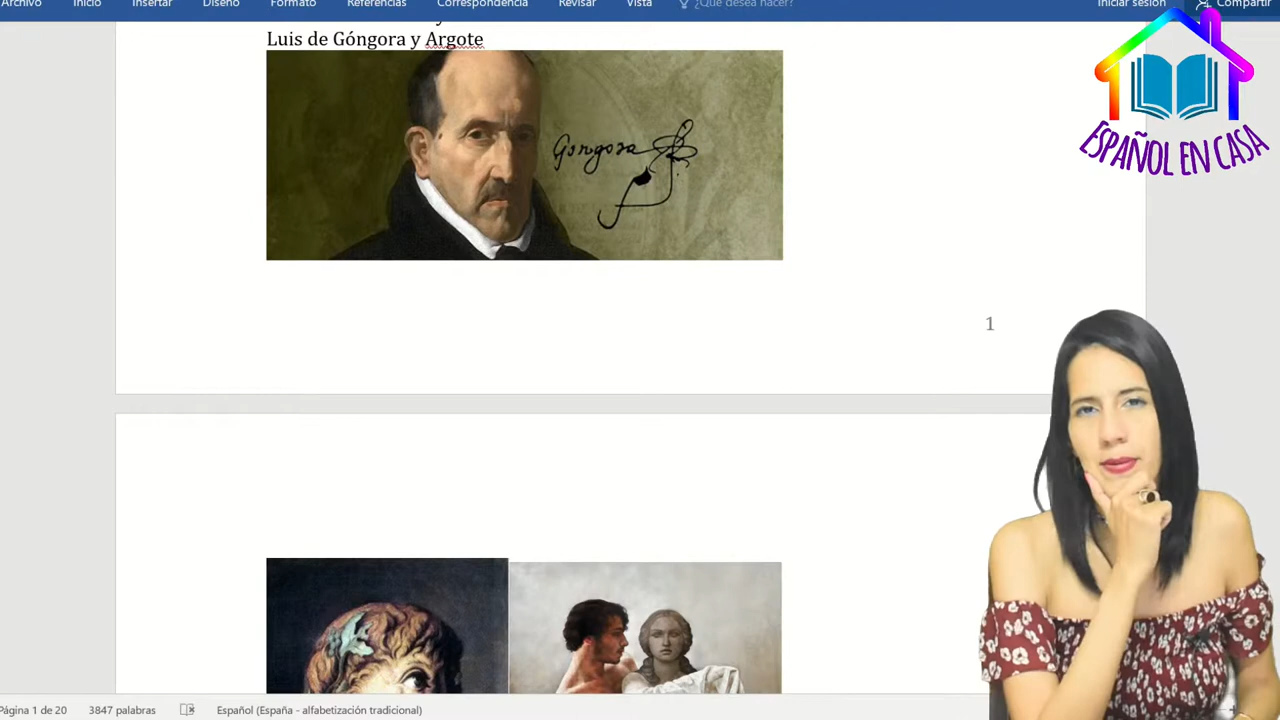 Archivo Inicio Insertar Diseño Formato Referencias Correspondencia Revisar Vista ¿Qué desea hacer? Iniciar sesión Compartir
Luis de Góngora y Argote
Gongora
ESPAÑOL EN CASA
1
Página 1 de 20 3847 palabras Español (España - alfabetización tradicional)